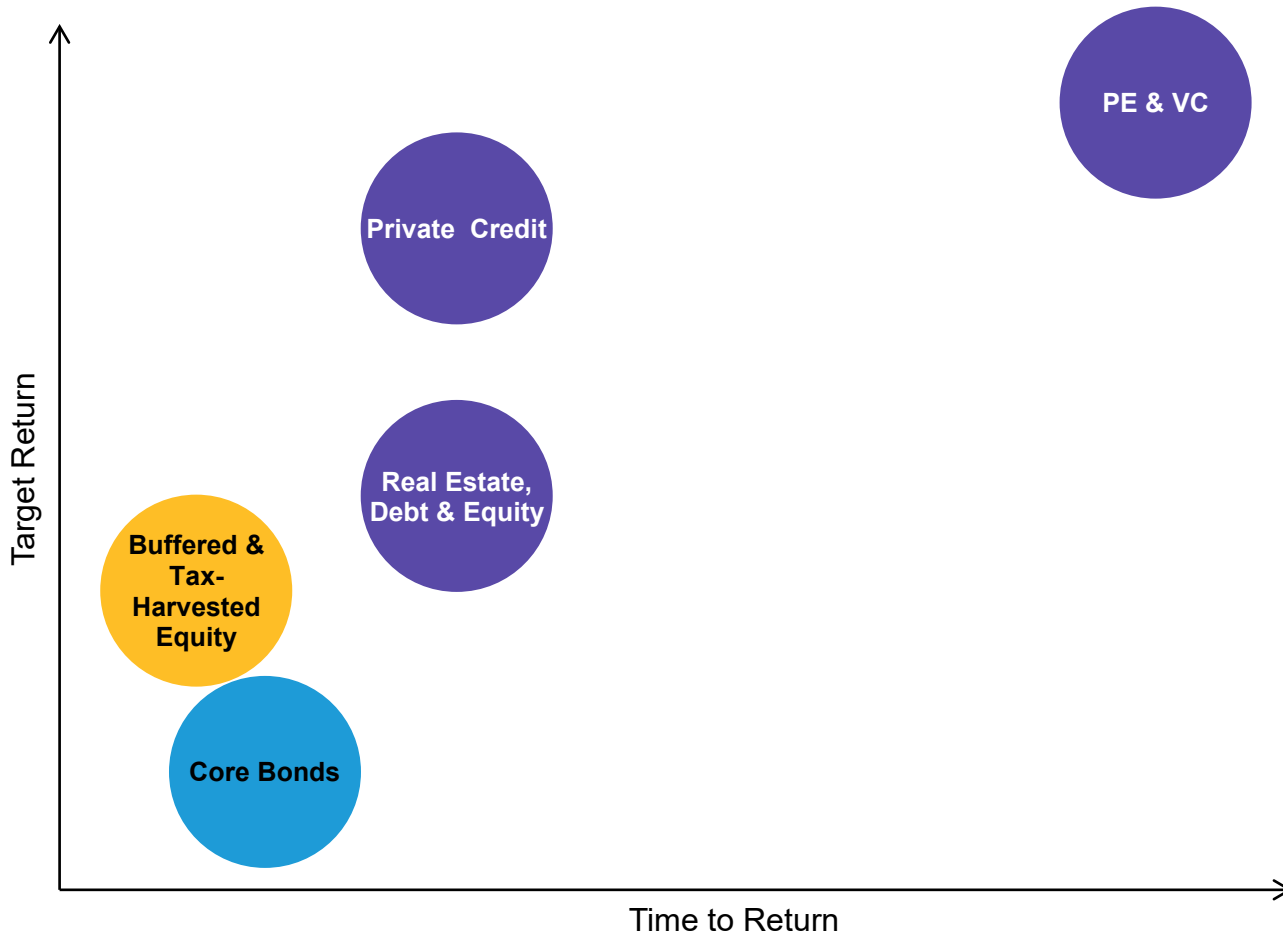 PE & VC
Private Credit
Real Estate,
Debt & Equity
Buffered &
Tax-
Harvested
Equity
Core Bonds
Target Return
Time to Return